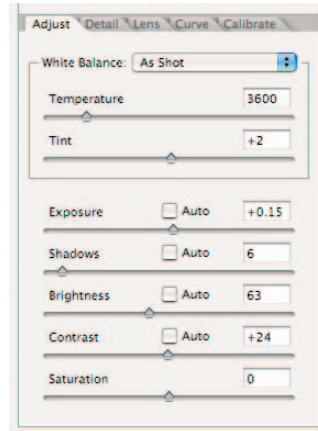 Adjust Detail Lens Curve Calibrate
White Balance: As Shot
Temperature 3600
Tint +2
Exposure Auto +0.15
Shadows Auto 6
Brightness Auto 63
Contrast Auto +24
Saturation 0